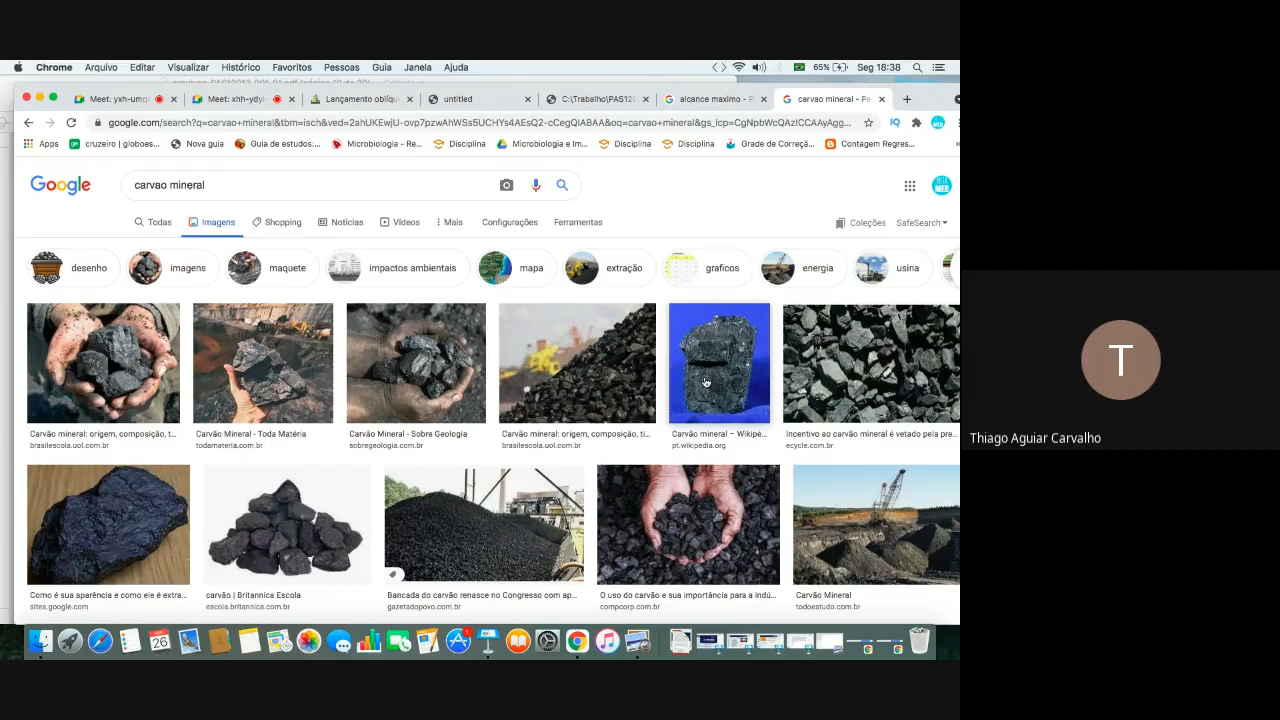 Chrome Arquivo Editar Visualizar Histórico Favoritos Pessoas Guia Janela Ajuda 65% Seg 18:38
Meet: yxh-umq Meet: xhh-yg Lançamento oblíqu untitled C:\Trabalho\PAS12 alcance maximo - P carvao mineral - Pe
google.com/search?q=carvao+mineral&tbm=isch&ved=
Apps cruzeiro | globoes... Nova guia Guia de estudos:... Microbiologia - Re... Disciplina Microbiologia e Im... Disciplina Disciplina Grade de Correçã... Contagem Regres...
Google carvao mineral
Todas Imagens Shopping Notícias Vídeos Mais Configurações Ferramentas Coleções SafeSearch
desenho imagens maquete impactos ambientais mapa extração graficos energia usina
Carvão mineral: origem, composição, t... Carvão Mineral - Toda Matéria Carvão Mineral - Sobre Geologia Carvão mineral: origem, composição, ti... Carvão mineral – Wikipé... Incentivo ao carvão mineral é vetado pela pre...
brasilescola.uol.com.br todamateria.com.br sobregeologia.com.br brasilescola.uol.com.br pt.wikipedia.org ecycle.com.br
Como é sua aparência e como ele é extra... carvão | Britannica Escola Bancada do carvão renasce no Congresso com ap... O uso do carvão e sua importância para a indú... Carvão Mineral
sites.google.com escola.britannica.com.br gazetadopovo.com.br compcorp.com.br todoestudo.com.br
26
1
T
Thiago Aguiar Carvalho